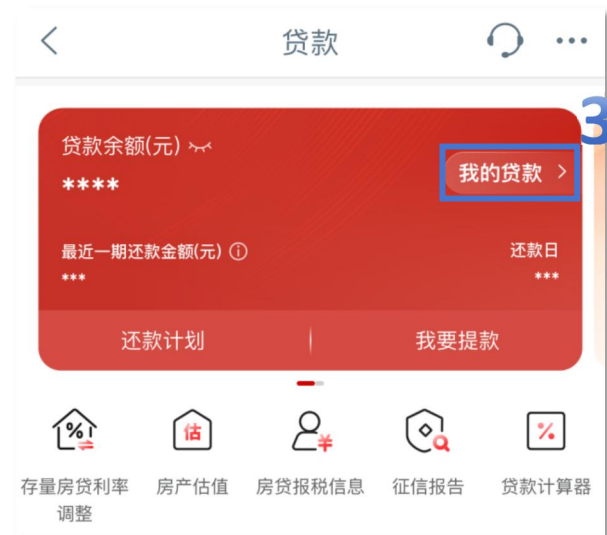 贷款
3
贷款余额(元)
****
我的贷款 >
最近一期还款金额(元)
还款日
***
***
还款计划
我要提款
%
估
¥
%
存量房贷利率
调整
房产估值
房贷报税信息
征信报告
贷款计算器